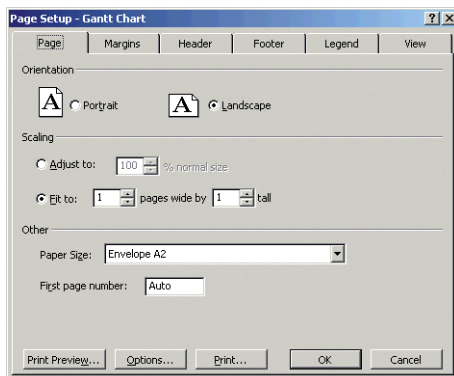 Page Setup - Gantt Chart
Page Margins Header Footer Legend View
Orientation
A Portrait A Landscape
Scaling
Adjust to: 100 % normal size
Fit to: 1 pages wide by 1 tall
Other
Paper Size: Envelope A2
First page number: Auto
Print Preview... Options... Print... OK Cancel